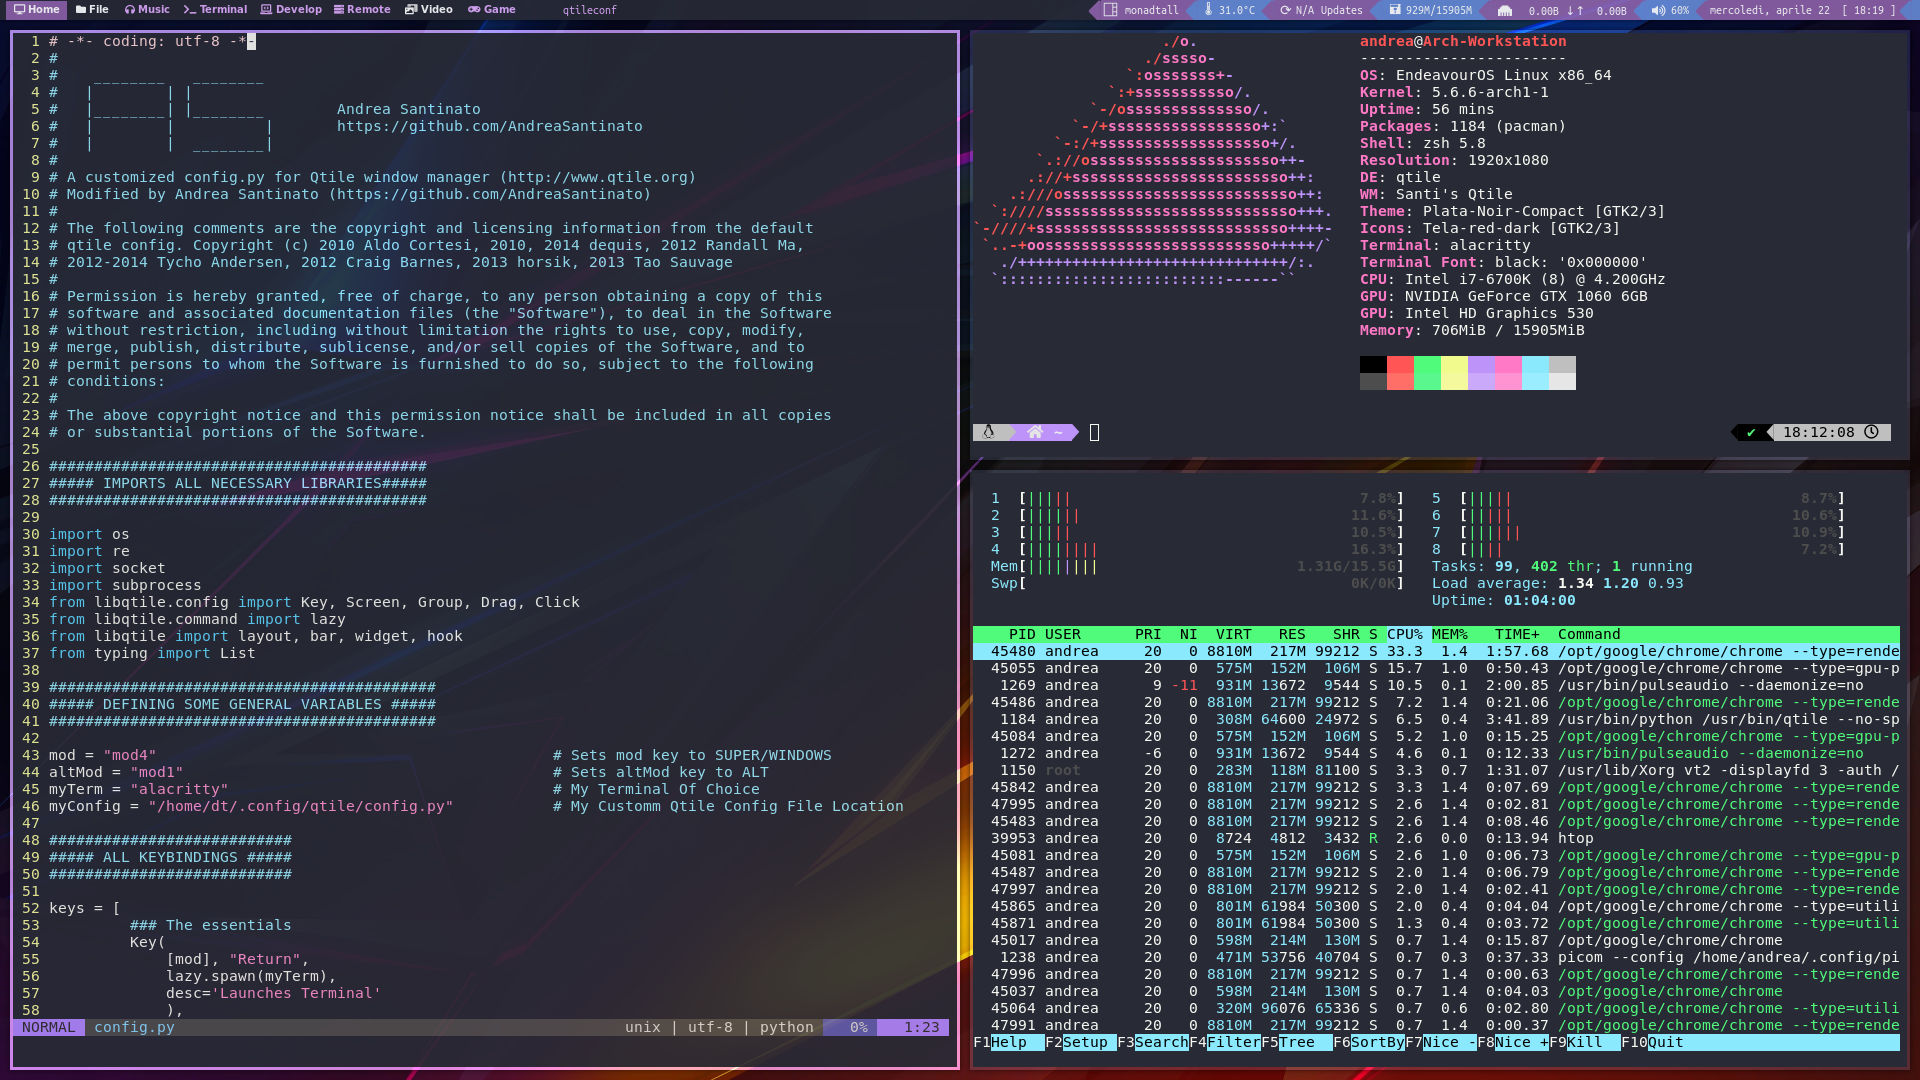 Home File Music Terminal Develop Remote Video Game qtileconf monadtall 31.0°C N/A Updates 929M/15905M 0.00B ↓↑ 0.00B 60% mercoledì, aprile 22 [ 18:19 ]
1 # -*- coding: utf-8 -*-
2 #
3 #    ________   ________
4 #   |        | |
5 #   |________| |________        Andrea Santinato
6 #   |        |          |       https://github.com/AndreaSantinato
7 #   |        |  ________|
8 #
9 # A customized config.py for Qtile window manager (http://www.qtile.org)
10 # Modified by Andrea Santinato (https://github.com/AndreaSantinato)
11 #
12 # The following comments are the copyright and licensing information from the default
13 # qtile config. Copyright (c) 2010 Aldo Cortesi, 2010, 2014 dequis, 2012 Randall Ma,
14 # 2012-2014 Tycho Andersen, 2012 Craig Barnes, 2013 horsik, 2013 Tao Sauvage
15 #
16 # Permission is hereby granted, free of charge, to any person obtaining a copy of this
17 # software and associated documentation files (the "Software"), to deal in the Software
18 # without restriction, including without limitation the rights to use, copy, modify,
19 # merge, publish, distribute, sublicense, and/or sell copies of the Software, and to
20 # permit persons to whom the Software is furnished to do so, subject to the following
21 # conditions:
22 #
23 # The above copyright notice and this permission notice shall be included in all copies
24 # or substantial portions of the Software.
25
26 ##########################################
27 ##### IMPORTS ALL NECESSARY LIBRARIES#####
28 ##########################################
29
30 import os
31 import re
32 import socket
33 import subprocess
34 from libqtile.config import Key, Screen, Group, Drag, Click
35 from libqtile.command import lazy
36 from libqtile import layout, bar, widget, hook
37 from typing import List
38
39 ###########################################
40 ##### DEFINING SOME GENERAL VARIABLES #####
41 ###########################################
42
43 mod = "mod4" # Sets mod key to SUPER/WINDOWS
44 altMod = "mod1" # Sets altMod key to ALT
45 myTerm = "alacritty" # My Terminal Of Choice
46 myConfig = "/home/dt/.config/qtile/config.py" # My Customm Qtile Config File Location
47
48 ###########################
49 ##### ALL KEYBINDINGS #####
50 ###########################
51
52 keys = [
53 ### The essentials
54 Key(
55 [mod], "Return",
56 lazy.spawn(myTerm),
57 desc='Launches Terminal'
58 ),
NORMAL config.py unix | utf-8 | python 0% 1:23
./o.
./sssso-
`:osssssss+-
`:+sssssssssso/.
`-/ossssssssssssso/.
`-/+sssssssssssssssso+:`
`-:/+sssssssssssssssssso+/.
`.://osssssssssssssssssssso++-
.://+ssssssssssssssssssssssso++:
.:///ossssssssssssssssssssssssso++:
`:////ssssssssssssssssssssssssssso+++.
`-////+ssssssssssssssssssssssssssso++++-
`..-+oosssssssssssssssssssssssso+++++/`
./++++++++++++++++++++++++++++++/:.
`:::::::::::::::::::::::::------``
andrea@Arch-Workstation
-----------------------
OS: EndeavourOS Linux x86_64
Kernel: 5.6.6-arch1-1
Uptime: 56 mins
Packages: 1184 (pacman)
Shell: zsh 5.8
Resolution: 1920x1080
DE: qtile
WM: Santi's Qtile
Theme: Plata-Noir-Compact [GTK2/3]
Icons: Tela-red-dark [GTK2/3]
Terminal: alacritty
Terminal Font: black: '0x000000'
CPU: Intel i7-6700K (8) @ 4.200GHz
GPU: NVIDIA GeForce GTX 1060 6GB
GPU: Intel HD Graphics 530
Memory: 706MiB / 15905MiB
~ ✔ 18:12:08
1 [||||| 7.8%] 5 [||||| 8.7%]
2 [|||||| 11.6%] 6 [||||| 10.6%]
3 [||||| 10.5%] 7 [|||||| 10.9%]
4 [|||||||| 16.3%] 8 [|||| 7.2%]
Mem[|||||||| 1.31G/15.5G] Tasks: 99, 402 thr; 1 running
Swp[ 0K/0K] Load average: 1.34 1.20 0.93
Uptime: 01:04:00
PID USER PRI NI VIRT RES SHR S CPU% MEM% TIME+ Command
45480 andrea 20 0 8810M 217M 99212 S 33.3 1.4 1:57.68 /opt/google/chrome/chrome --type=rende
45055 andrea 20 0 575M 152M 106M S 15.7 1.0 0:50.43 /opt/google/chrome/chrome --type=gpu-p
1269 andrea 9 -11 931M 13672 9544 S 10.5 0.1 2:00.85 /usr/bin/pulseaudio --daemonize=no
45486 andrea 20 0 8810M 217M 99212 S 7.2 1.4 0:21.06 /opt/google/chrome/chrome --type=rende
1184 andrea 20 0 308M 64600 24972 S 6.5 0.4 3:41.89 /usr/bin/python /usr/bin/qtile --no-sp
45084 andrea 20 0 575M 152M 106M S 5.2 1.0 0:15.25 /opt/google/chrome/chrome --type=gpu-p
1272 andrea -6 0 931M 13672 9544 S 4.6 0.1 0:12.33 /usr/bin/pulseaudio --daemonize=no
1150 root 20 0 283M 118M 81100 S 3.3 0.7 1:31.07 /usr/lib/Xorg vt2 -displayfd 3 -auth /
45842 andrea 20 0 8810M 217M 99212 S 3.3 1.4 0:07.69 /opt/google/chrome/chrome --type=rende
47995 andrea 20 0 8810M 217M 99212 S 2.6 1.4 0:02.81 /opt/google/chrome/chrome --type=rende
45483 andrea 20 0 8810M 217M 99212 S 2.6 1.4 0:08.46 /opt/google/chrome/chrome --type=rende
39953 andrea 20 0 8724 4812 3432 R 2.6 0.0 0:13.94 htop
45081 andrea 20 0 575M 152M 106M S 2.6 1.0 0:06.73 /opt/google/chrome/chrome --type=gpu-p
45487 andrea 20 0 8810M 217M 99212 S 2.0 1.4 0:06.79 /opt/google/chrome/chrome --type=rende
47997 andrea 20 0 8810M 217M 99212 S 2.0 1.4 0:02.41 /opt/google/chrome/chrome --type=rende
45865 andrea 20 0 801M 61984 50300 S 2.0 0.4 0:04.04 /opt/google/chrome/chrome --type=utili
45871 andrea 20 0 801M 61984 50300 S 1.3 0.4 0:03.72 /opt/google/chrome/chrome --type=utili
45017 andrea 20 0 598M 214M 130M S 0.7 1.4 0:15.87 /opt/google/chrome/chrome
1238 andrea 20 0 471M 53756 40704 S 0.7 0.3 0:37.33 picom --config /home/andrea/.config/pi
47996 andrea 20 0 8810M 217M 99212 S 0.7 1.4 0:00.63 /opt/google/chrome/chrome --type=rende
45037 andrea 20 0 598M 214M 130M S 0.7 1.4 0:04.03 /opt/google/chrome/chrome
45064 andrea 20 0 320M 96076 65336 S 0.7 0.6 0:02.80 /opt/google/chrome/chrome --type=utili
47991 andrea 20 0 8810M 217M 99212 S 0.7 1.4 0:00.37 /opt/google/chrome/chrome --type=rende
F1Help F2Setup F3SearchF4FilterF5Tree F6SortByF7Nice -F8Nice +F9Kill F10Quit